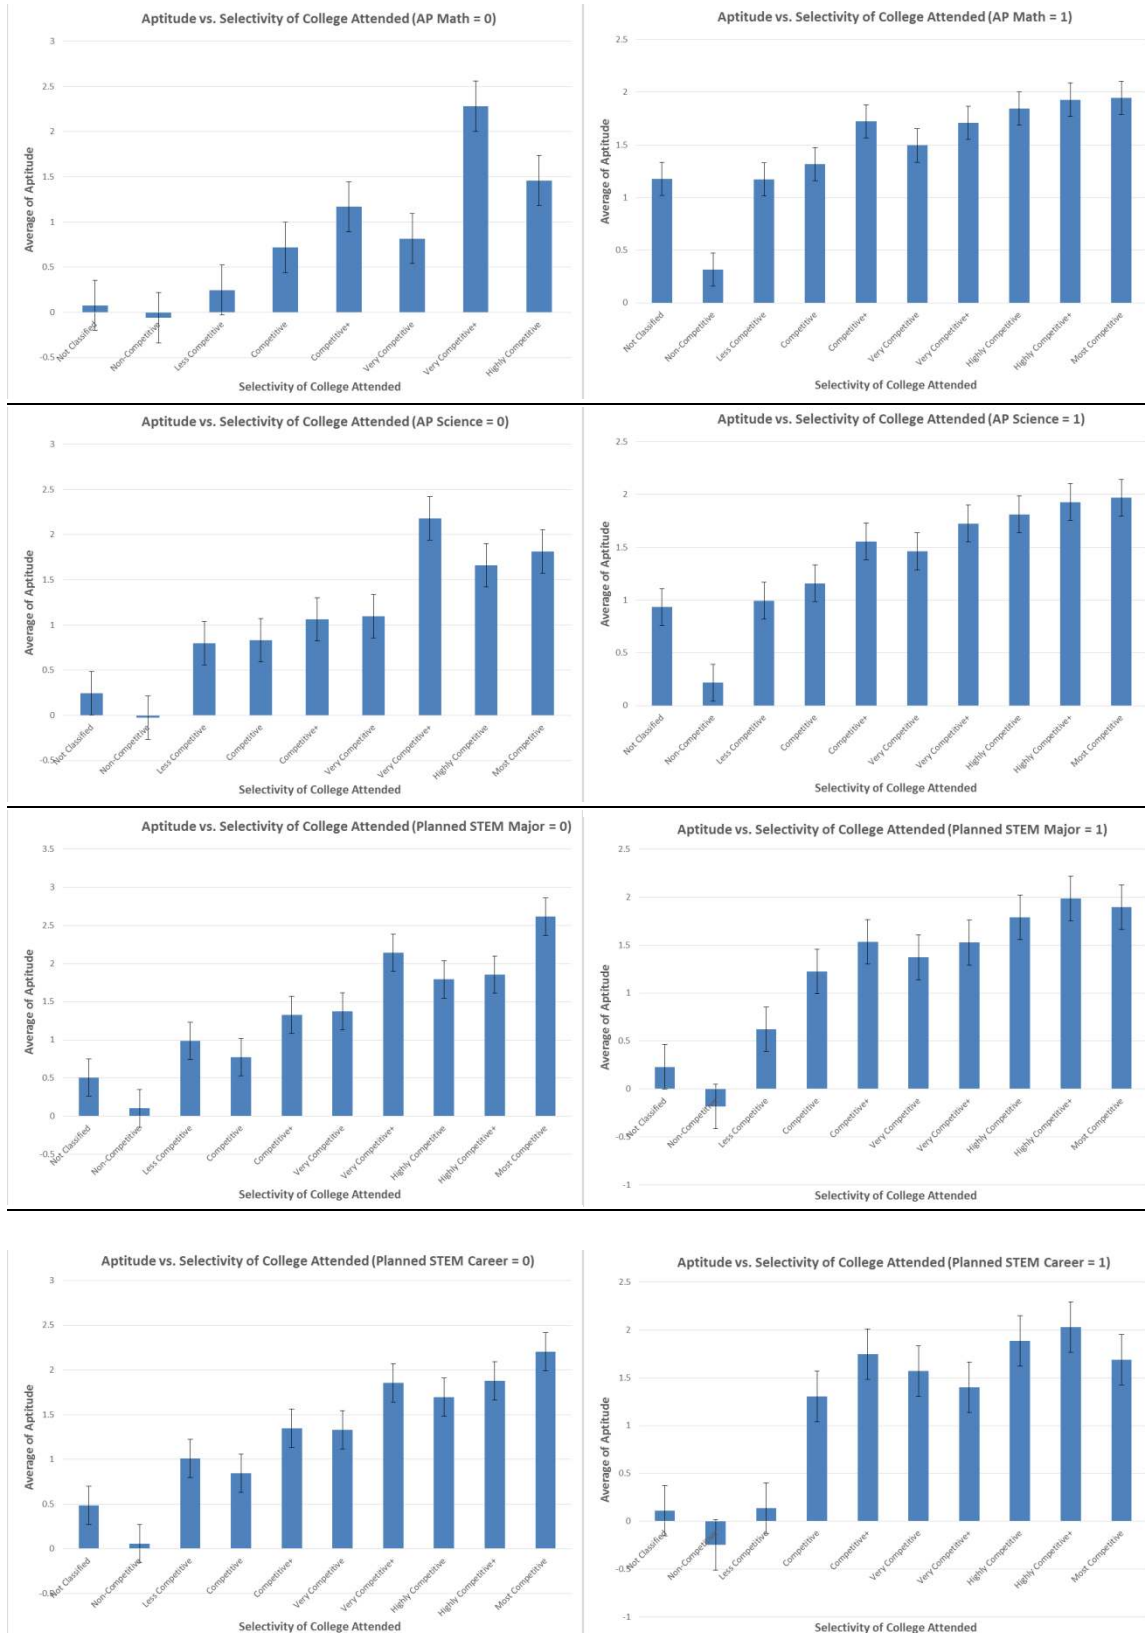 Aptitude vs. Selectivity of College Attended (AP Math = 0)
3
2.5
2
1.5
1
0.5
0
-0.5
Average of Aptitude
Not Classified
Non-Competitive
Less Competitive
Competitive
Competitive+
Very Competitive
Very Competitive+
Highly Competitive
Selectivity of College Attended
Aptitude vs. Selectivity of College Attended (AP Math = 1)
2.5
2
1.5
1
0.5
0
Average of Aptitude
Not Classified
Non-Competitive
Less Competitive
Competitive
Competitive+
Very Competitive
Very Competitive+
Highly Competitive
Highly Competitive+
Most Competitive
Selectivity of College Attended
Aptitude vs. Selectivity of College Attended (AP Science = 0)
3
2.5
2
1.5
1
0.5
0
-0.5
Average of Aptitude
Not Classified
Non-Competitive
Less Competitive
Competitive
Competitive+
Very Competitive
Very Competitive+
Highly Competitive
Most Competitive
Selectivity of College Attended
Aptitude vs. Selectivity of College Attended (AP Science = 1)
2.5
2
1.5
1
0.5
0
Average of Aptitude
Not Classified
Non-Competitive
Less Competitive
Competitive
Competitive+
Very Competitive
Very Competitive+
Highly Competitive
Highly Competitive+
Most Competitive
Selectivity of College Attended
Aptitude vs. Selectivity of College Attended (Planned STEM Major = 0)
3.5
3
2.5
2
1.5
1
0.5
0
-0.5
Average of Aptitude
Not Classified
Non-Competitive
Less Competitive
Competitive
Competitive+
Very Competitive
Very Competitive+
Highly Competitive
Highly Competitive+
Most Competitive
Selectivity of College Attended
Aptitude vs. Selectivity of College Attended (Planned STEM Major = 1)
2.5
2
1.5
1
0.5
0
-0.5
-1
Average of Aptitude
Not Classified
Non-Competitive
Less Competitive
Competitive
Competitive+
Very Competitive
Very Competitive+
Highly Competitive
Highly Competitive+
Most Competitive
Selectivity of College Attended
Aptitude vs. Selectivity of College Attended (Planned STEM Career = 0)
3
2.5
2
1.5
1
0.5
0
-0.5
Average of Aptitude
Not Classified
Non-Competitive
Less Competitive
Competitive
Competitive+
Very Competitive
Very Competitive+
Highly Competitive
Highly Competitive+
Most Competitive
Selectivity of College Attended
Aptitude vs. Selectivity of College Attended (Planned STEM Career = 1)
2.5
2
1.5
1
0.5
0
-0.5
-1
Average of Aptitude
Not Classified
Non-Competitive
Less Competitive
Competitive
Competitive+
Very Competitive
Very Competitive+
Highly Competitive
Highly Competitive+
Most Competitive
Selectivity of College Attended